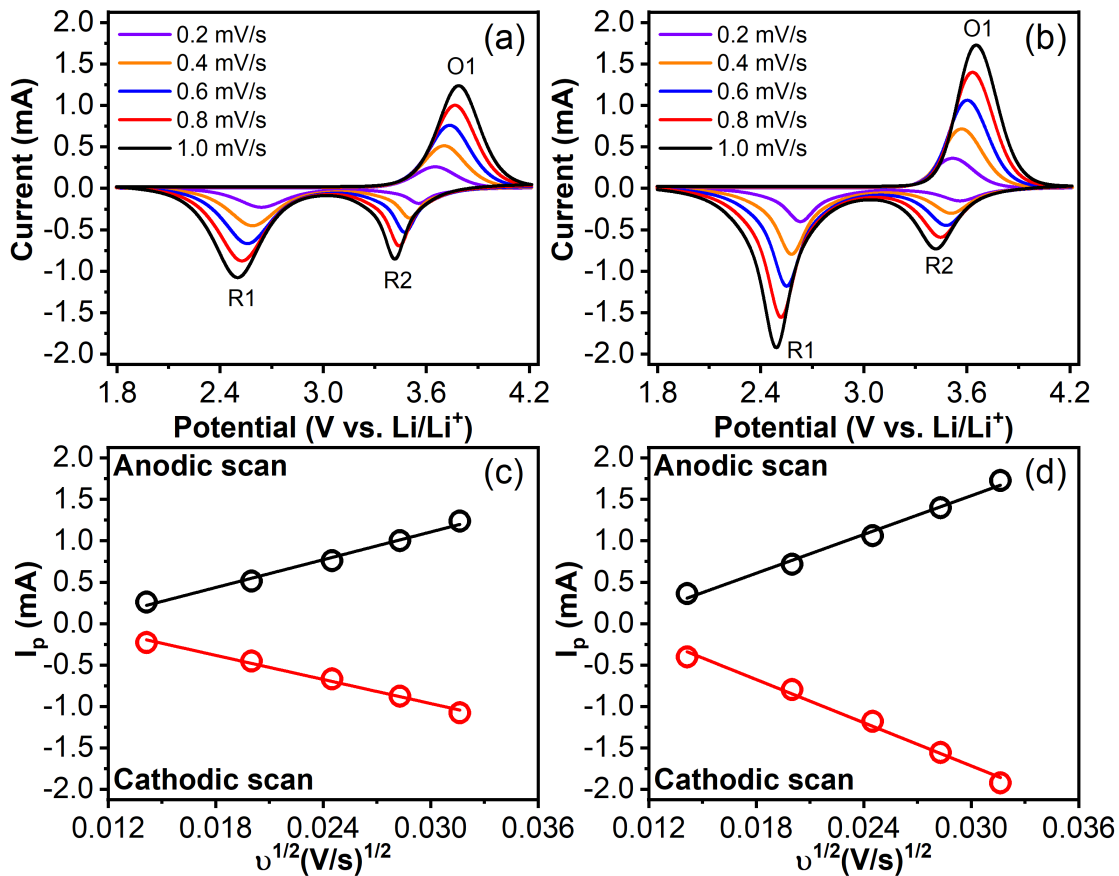 (a)
0.2 mV/s
0.4 mV/s
0.6 mV/s
0.8 mV/s
1.0 mV/s
O1
R1
R2
Current (mA)
2.0
1.5
1.0
0.5
0.0
-0.5
-1.0
-1.5
-2.0
1.8 2.4 3.0 3.6 4.2
Potential (V vs. Li/Li⁺)
(b)
0.2 mV/s
0.4 mV/s
0.6 mV/s
0.8 mV/s
1.0 mV/s
O1
R2
R1
Current (mA)
2.0
1.5
1.0
0.5
0.0
-0.5
-1.0
-1.5
-2.0
1.8 2.4 3.0 3.6 4.2
Potential (V vs. Li/Li⁺)
Anodic scan (c)
Cathodic scan
Iₚ (mA)
2.0
1.5
1.0
0.5
0.0
-0.5
-1.0
-1.5
-2.0
0.012 0.018 0.024 0.030 0.036
υ¹ᐟ²(V/s)¹ᐟ²
Anodic scan (d)
Cathodic scan
Iₚ (mA)
2.0
1.5
1.0
0.5
0.0
-0.5
-1.0
-1.5
-2.0
0.012 0.018 0.024 0.030 0.036
υ¹ᐟ²(V/s)¹ᐟ²